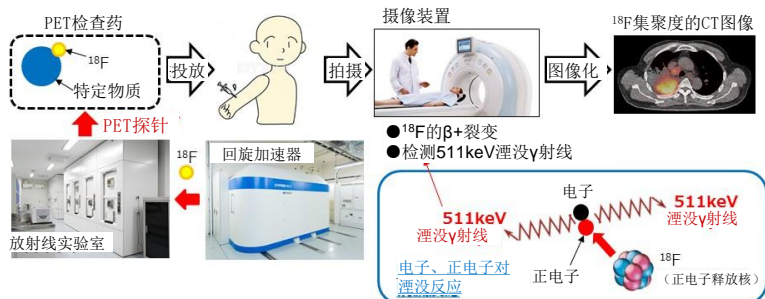 PET检查药
¹⁸F
特定物质
投放
拍摄
摄像装置
图像化
¹⁸F集聚度的CT图像
PET探针
¹⁸F
回旋加速器
放射线实验室
●¹⁸F的β+裂变
●检测511keV湮没γ射线
电子
511keV
湮没γ射线
511keV
湮没γ射线
正电子
¹⁸F
（正电子释放核）
电子、正电子对
湮没反应